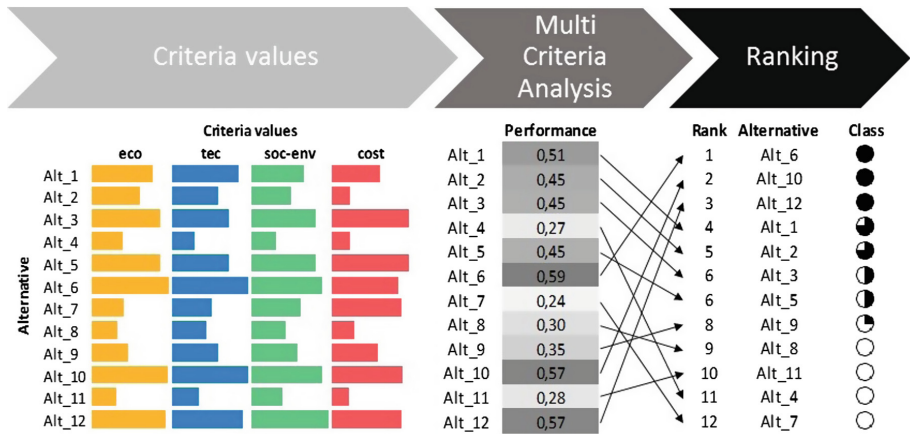 Criteria values
Multi
Criteria
Analysis
Ranking
Criteria values
eco tec soc-env cost
Alternative
Alt_1
Alt_2
Alt_3
Alt_4
Alt_5
Alt_6
Alt_7
Alt_8
Alt_9
Alt_10
Alt_11
Alt_12
Performance
Alt_1 0,51
Alt_2 0,45
Alt_3 0,45
Alt_4 0,27
Alt_5 0,45
Alt_6 0,59
Alt_7 0,24
Alt_8 0,30
Alt_9 0,35
Alt_10 0,57
Alt_11 0,28
Alt_12 0,57
Rank Alternative Class
1 Alt_6
2 Alt_10
3 Alt_12
4 Alt_1
5 Alt_2
6 Alt_3
6 Alt_5
8 Alt_9
9 Alt_8
10 Alt_11
11 Alt_4
12 Alt_7